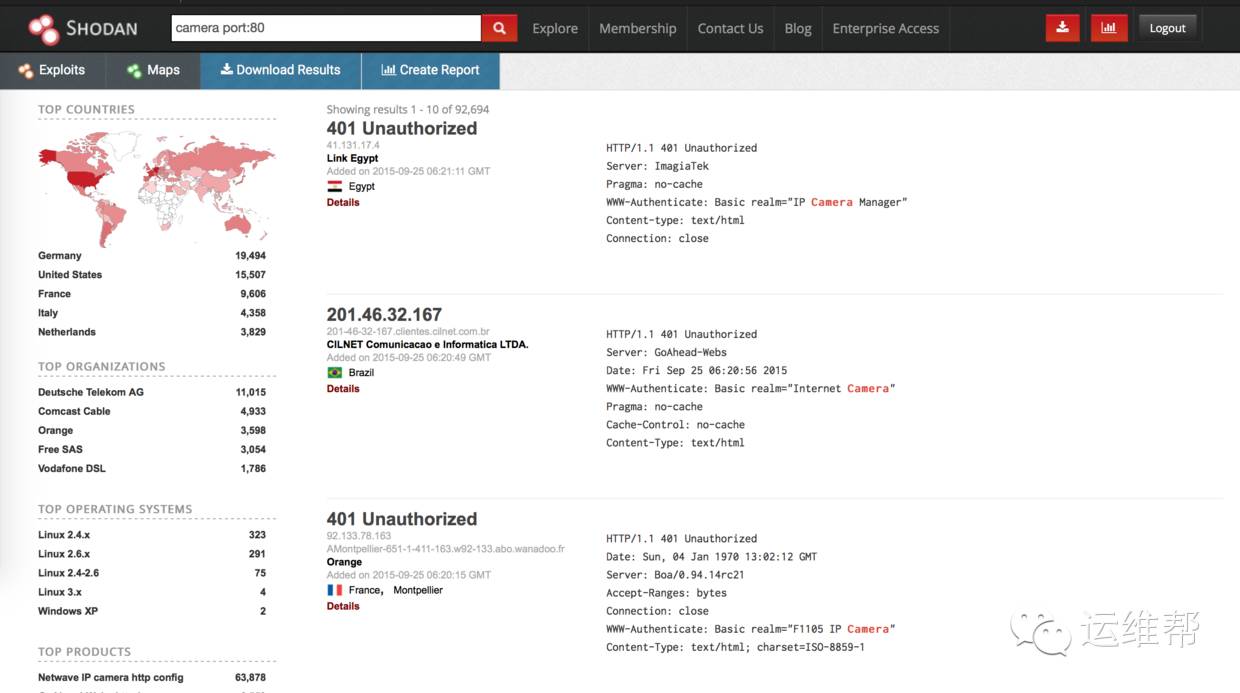 SHODAN
camera port:80
Explore
Membership
Contact Us
Blog
Enterprise Access
Logout
Exploits
Maps
Download Results
Create Report
TOP COUNTRIES
Germany 19,494
United States 15,507
France 9,606
Italy 4,358
Netherlands 3,829
TOP ORGANIZATIONS
Deutsche Telekom AG 11,015
Comcast Cable 4,933
Orange 3,598
Free SAS 3,054
Vodafone DSL 1,786
TOP OPERATING SYSTEMS
Linux 2.4.x 323
Linux 2.6.x 291
Linux 2.4-2.6 75
Linux 3.x 4
Windows XP 2
TOP PRODUCTS
Netwave IP camera http config 63,878
Showing results 1 - 10 of 92,694
401 Unauthorized
41.131.17.4
Link Egypt
Added on 2015-09-25 06:21:11 GMT
Egypt
Details
HTTP/1.1 401 Unauthorized
Server: ImagiaTek
Pragma: no-cache
WWW-Authenticate: Basic realm="IP Camera Manager"
Content-type: text/html
Connection: close
201.46.32.167
201-46-32-167.clientes.cilnet.com.br
CILNET Comunicacao e Informatica LTDA.
Added on 2015-09-25 06:20:49 GMT
Brazil
Details
HTTP/1.1 401 Unauthorized
Server: GoAhead-Webs
Date: Fri Sep 25 06:20:56 2015
WWW-Authenticate: Basic realm="Internet Camera"
Pragma: no-cache
Cache-Control: no-cache
Content-Type: text/html
401 Unauthorized
92.133.78.163
AMontpellier-651-1-411-163.w92-133.abo.wanadoo.fr
Orange
Added on 2015-09-25 06:20:15 GMT
France, Montpellier
Details
HTTP/1.1 401 Unauthorized
Date: Sun, 04 Jan 1970 13:02:12 GMT
Server: Boa/0.94.14rc21
Accept-Ranges: bytes
Connection: close
WWW-Authenticate: Basic realm="F1105 IP Camera"
Content-Type: text/html; charset=ISO-8859-1
运维帮